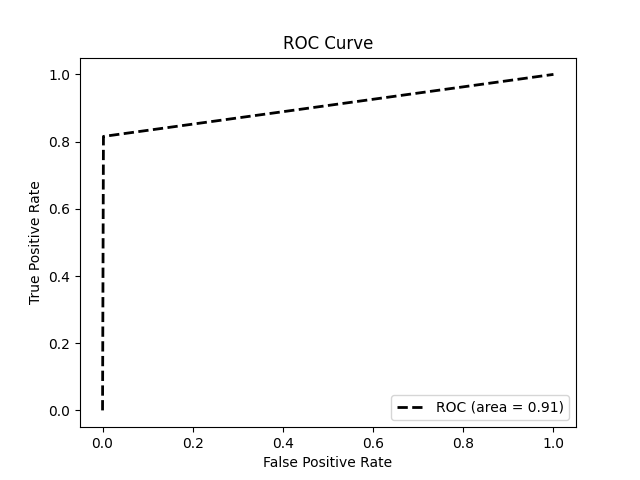 ROC Curve
1.0
0.8
0.6
0.4
0.2
0.0
True Positive Rate
ROC (area = 0.91)
0.0 0.2 0.4 0.6 0.8 1.0
False Positive Rate